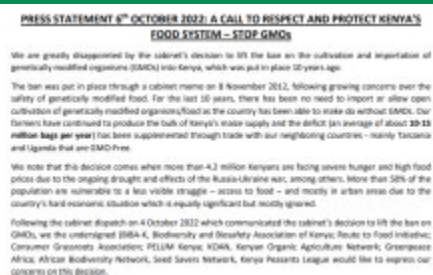 PRESS STATEMENT 6TH OCTOBER 2022: A CALL TO RESPECT AND PROTECT KENYA'S
FOOD SYSTEM – STOP GMOs
We are greatly disappointed by the cabinet's decision to lift the ban on the cultivation and importation of
genetically modified organisms (GMOs) into Kenya, which was put in place 10 years ago.
The ban was put in place through a cabinet memo on 8 November 2012, following growing concerns over the
safety of genetically modified food. For the last 10 years, there has been no need to import or allow open
cultivation of genetically modified organisms/food as the country has been able to make do without GMOs. Our
farmers have continued to produce the bulk of Kenya's maize supply and the deficit (an average of about 10-15
million bags per year) has been supplemented through trade with our neighboring countries - mainly Tanzania
and Uganda that are GMO-Free.
We note that this decision comes when more than 4.2 million Kenyans are facing severe hunger and high food
prices due to the ongoing drought and effects of the Russia-Ukraine war, among others. More than 50% of the
population are vulnerable to a less visible struggle – access to food – and mostly in urban areas due to the
country's hard economic situation which is equally significant but mostly ignored.
Following the cabinet dispatch on 4 October 2022 which communicated the cabinet's decision to lift the ban on
GMOs, we the undersigned (BIBA-K, Biodiversity and Biosafety Association of Kenya; Route to Food Initiative;
Consumer Grassroots Association; PELUM Kenya; KOAN, Kenyan Organic Agriculture Network; Greenpeace
Africa; African Biodiversity Network, Seed Savers Network, Kenya Peasants League would like to express our
concerns on this decision.